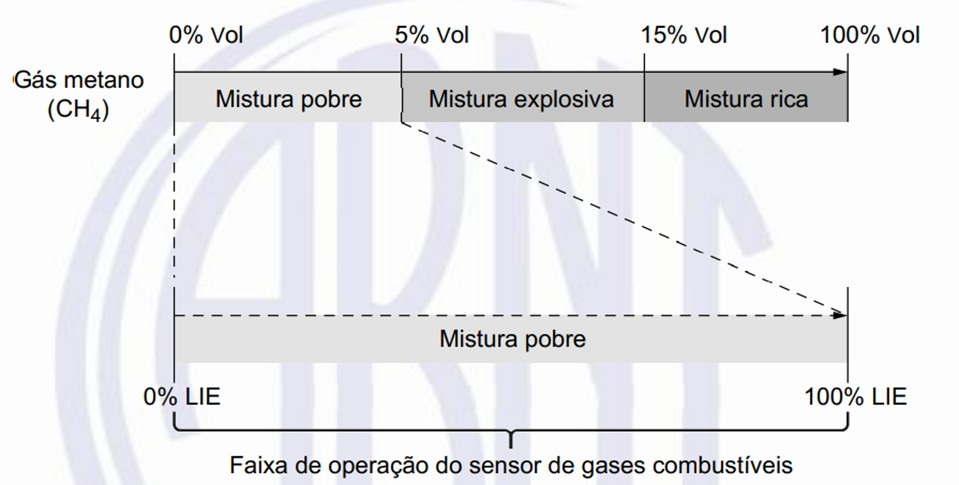 0% Vol 5% Vol 15% Vol 100% Vol
Gás metano
(CH4)
Mistura pobre Mistura explosiva Mistura rica
Mistura pobre
0% LIE 100% LIE
Faixa de operação do sensor de gases combustíveis
ABNT